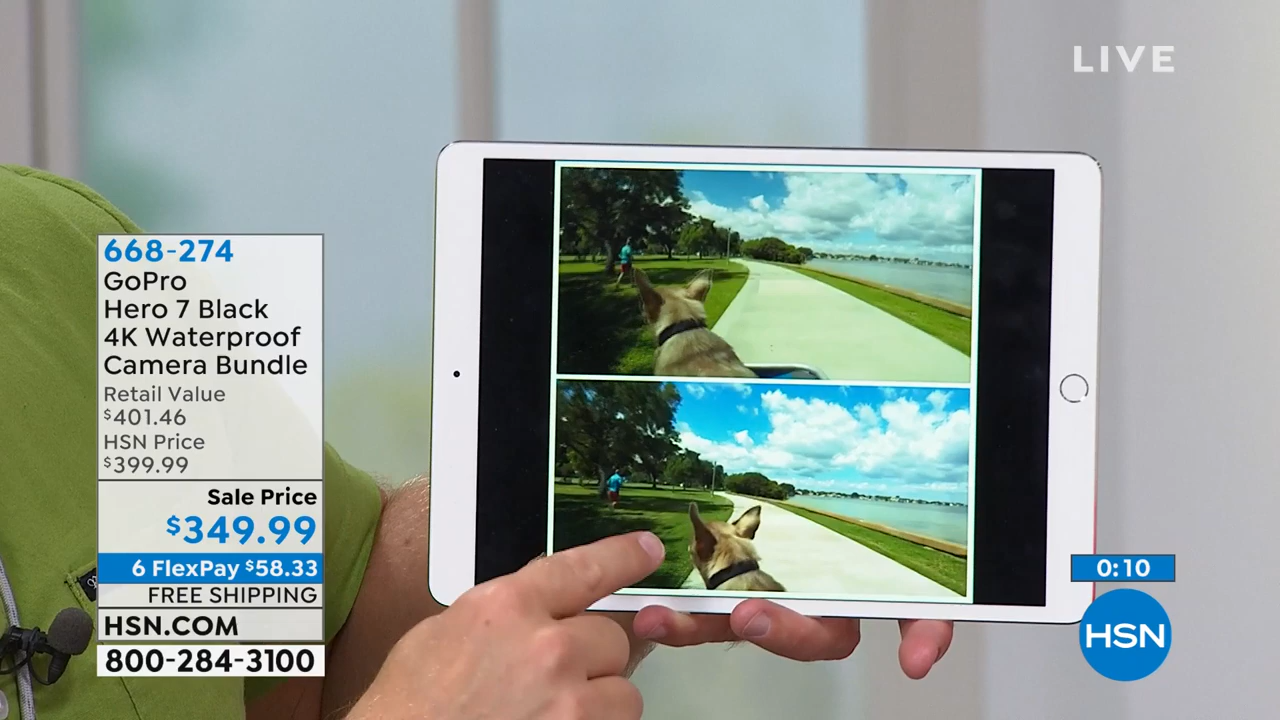 LIVE
668-274
GoPro
Hero 7 Black
4K Waterproof
Camera Bundle
Retail Value
$401.46
HSN Price
$399.99
Sale Price
$349.99
6 FlexPay $58.33
FREE SHIPPING
HSN.COM
800-284-3100
0:10
HSN